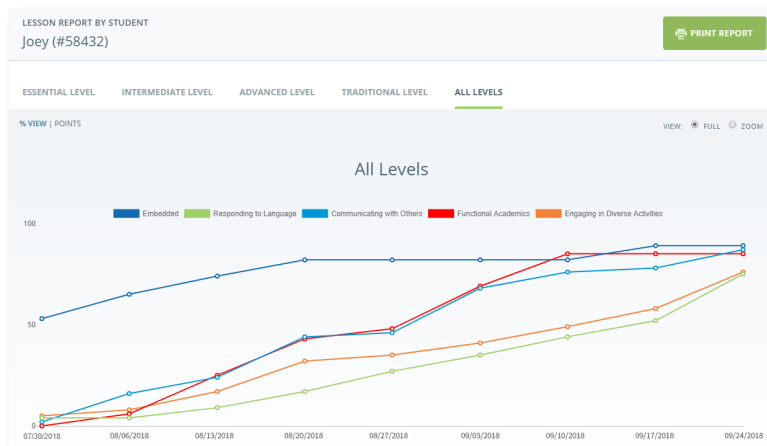 LESSON REPORT BY STUDENT
Joey (#58432)
PRINT REPORT
ESSENTIAL LEVEL INTERMEDIATE LEVEL ADVANCED LEVEL TRADITIONAL LEVEL ALL LEVELS
% VIEW | POINTS
VIEW: FULL ZOOM
All Levels
Embedded Responding to Language Communicating with Others Functional Academics Engaging in Diverse Activities
100
50
0
07/30/2018 08/06/2018 08/13/2018 08/20/2018 08/27/2018 09/03/2018 09/10/2018 09/17/2018 09/24/2018